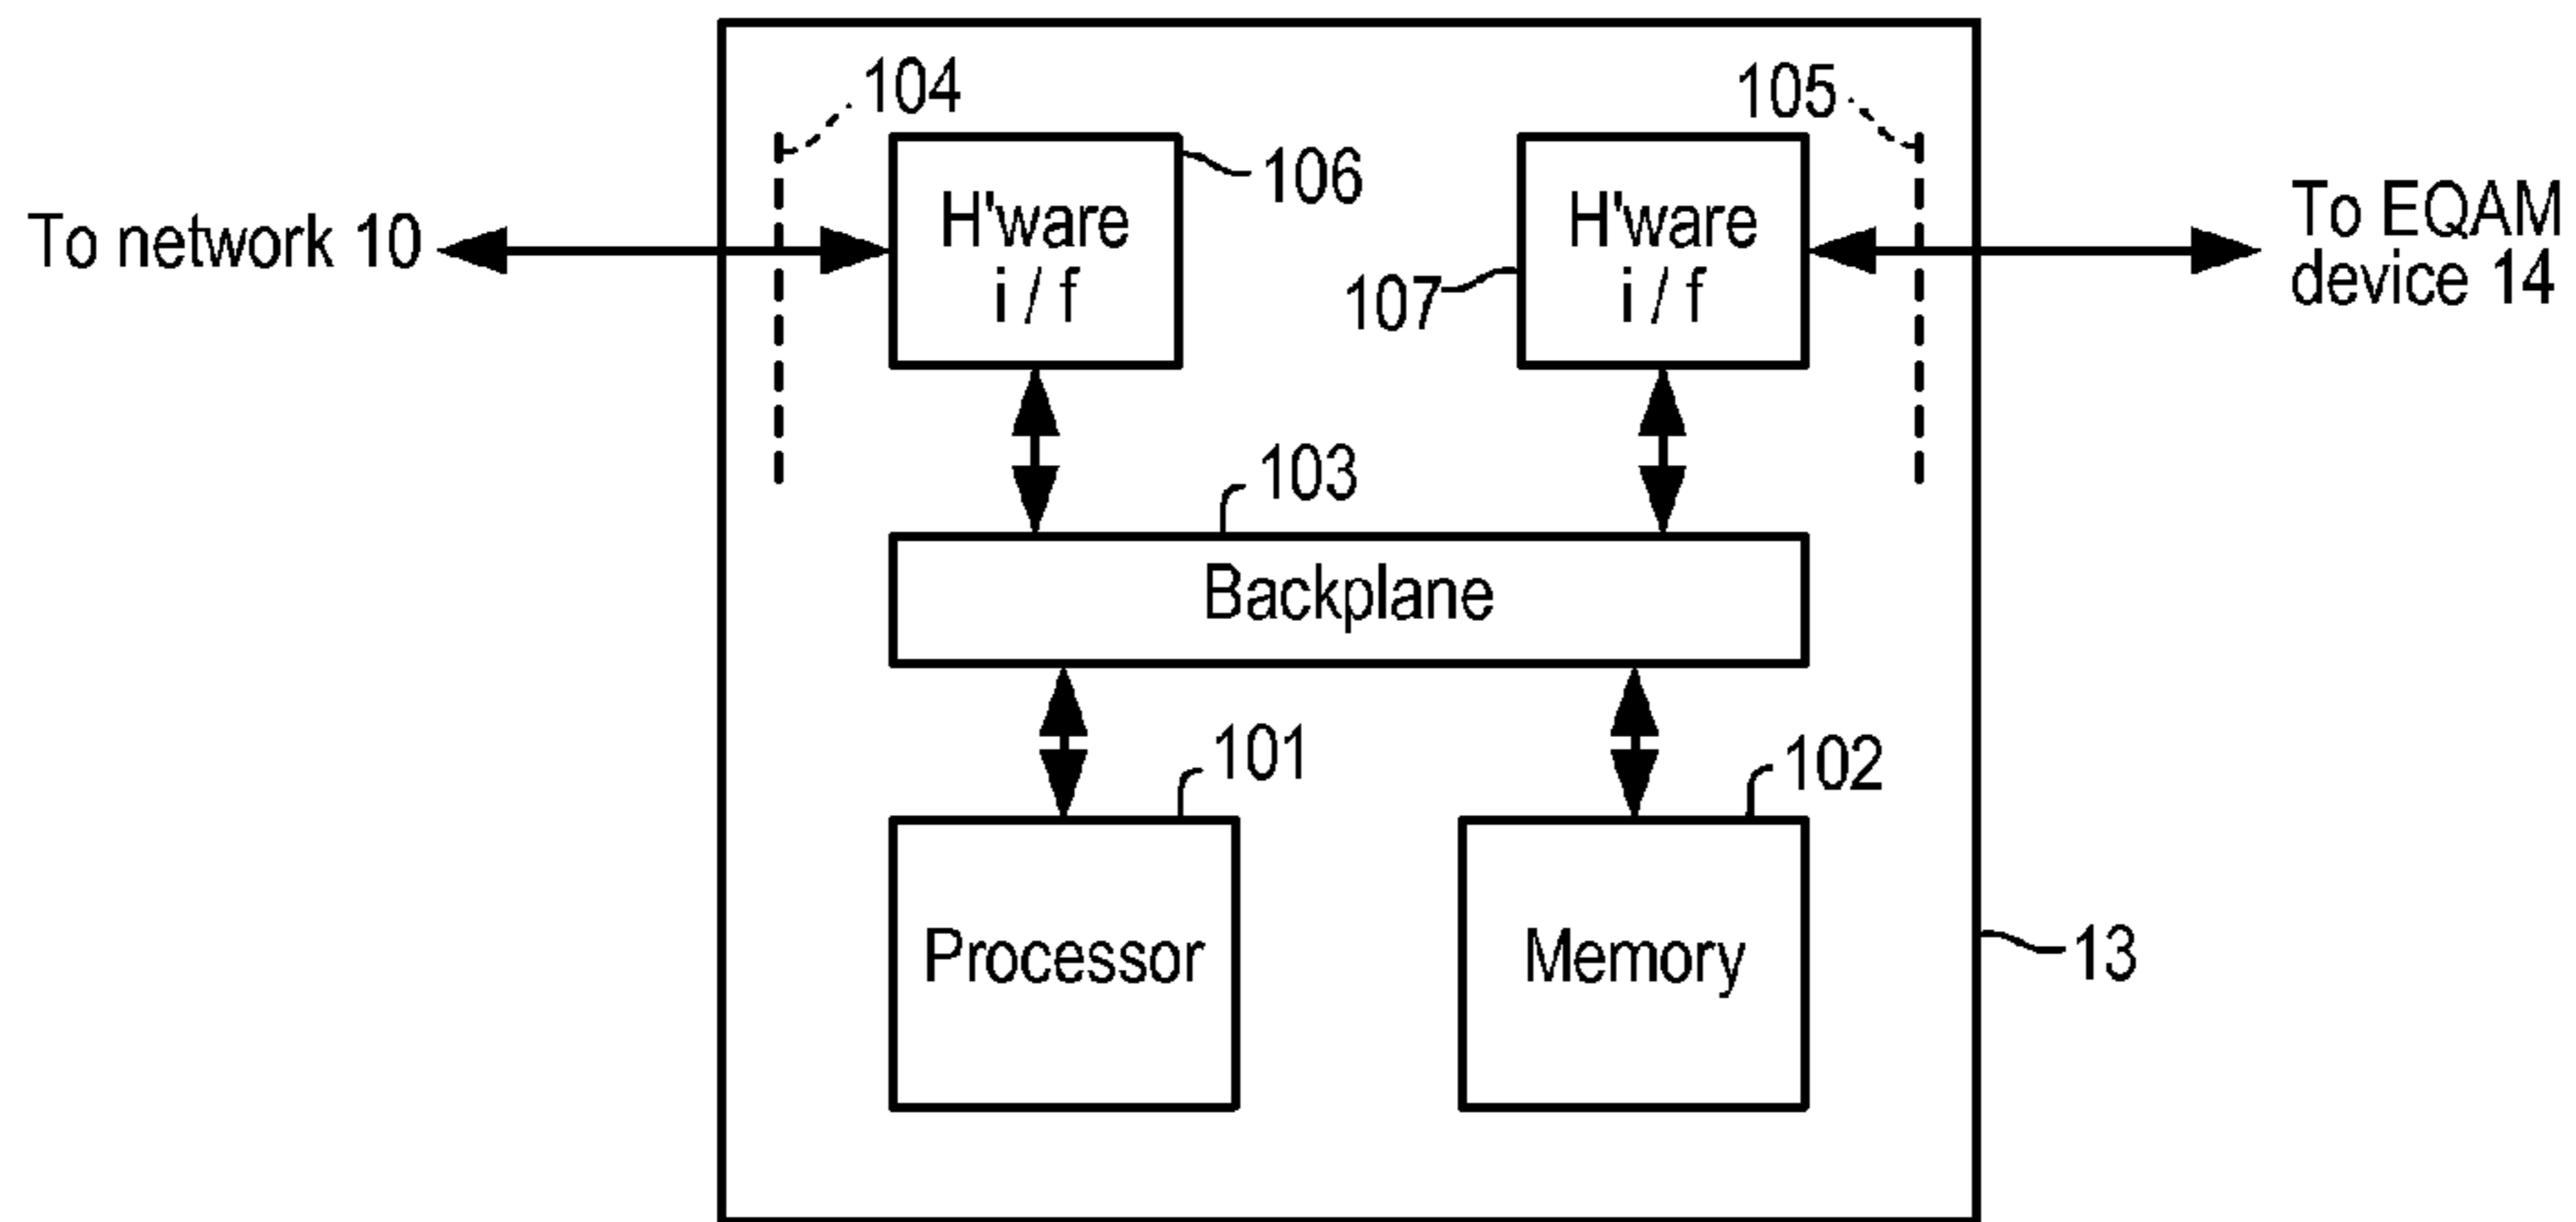 104
105
106
To network 10
H'ware
i / f
107
H'ware
i / f
To EQAM
device 14
103
Backplane
101
102
Processor
Memory
13